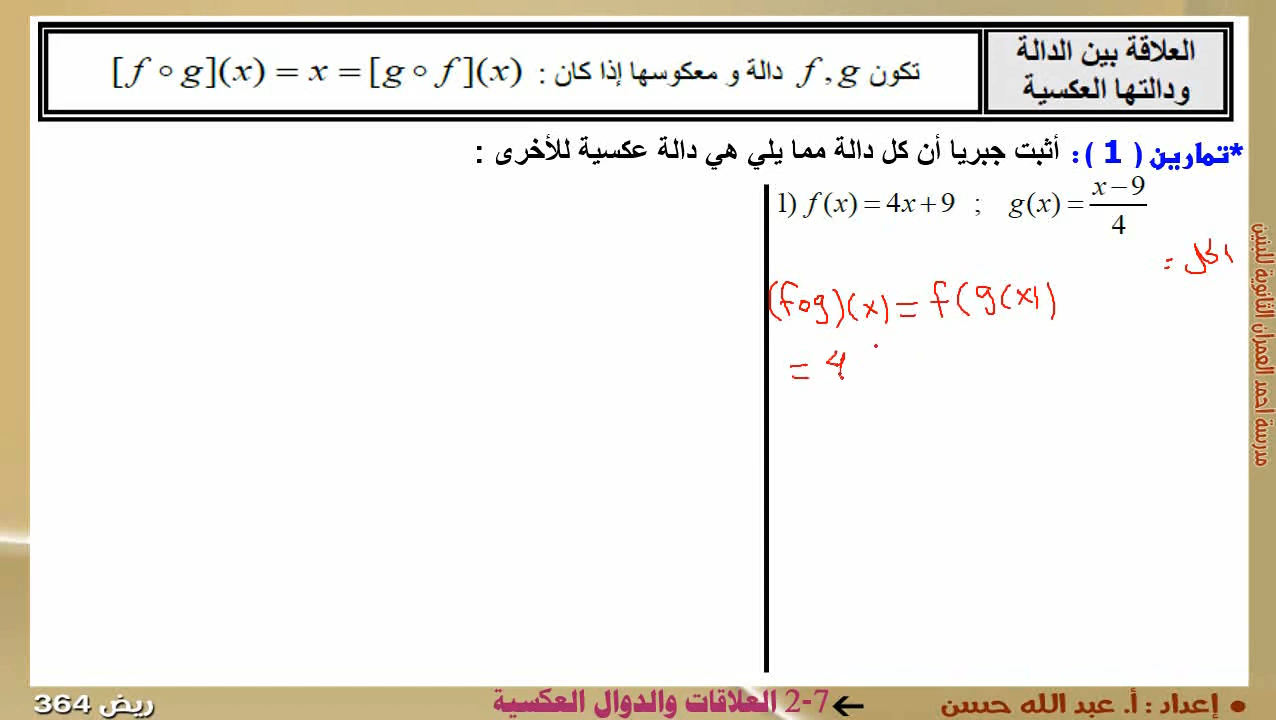 العلاقة بين الدالة
ودالتها العكسية
تكون f , g دالة و معكوسها إذا كان : [f ∘ g](x) = x = [g ∘ f](x)
*تمارين ( 1 ) : أثبت جبريا أن كل دالة مما يلي هي دالة عكسية للأخرى :
1) f(x) = 4x + 9 ; g(x) = (x − 9)/4
الحل =
(fog)(x) = f(g(x))
= 4
مدرسة احمد العمران الثانوية للبنين
• إعداد : أ. عبد الله حسن
← 2-7 العلاقات والدوال العكسية
ريض 364